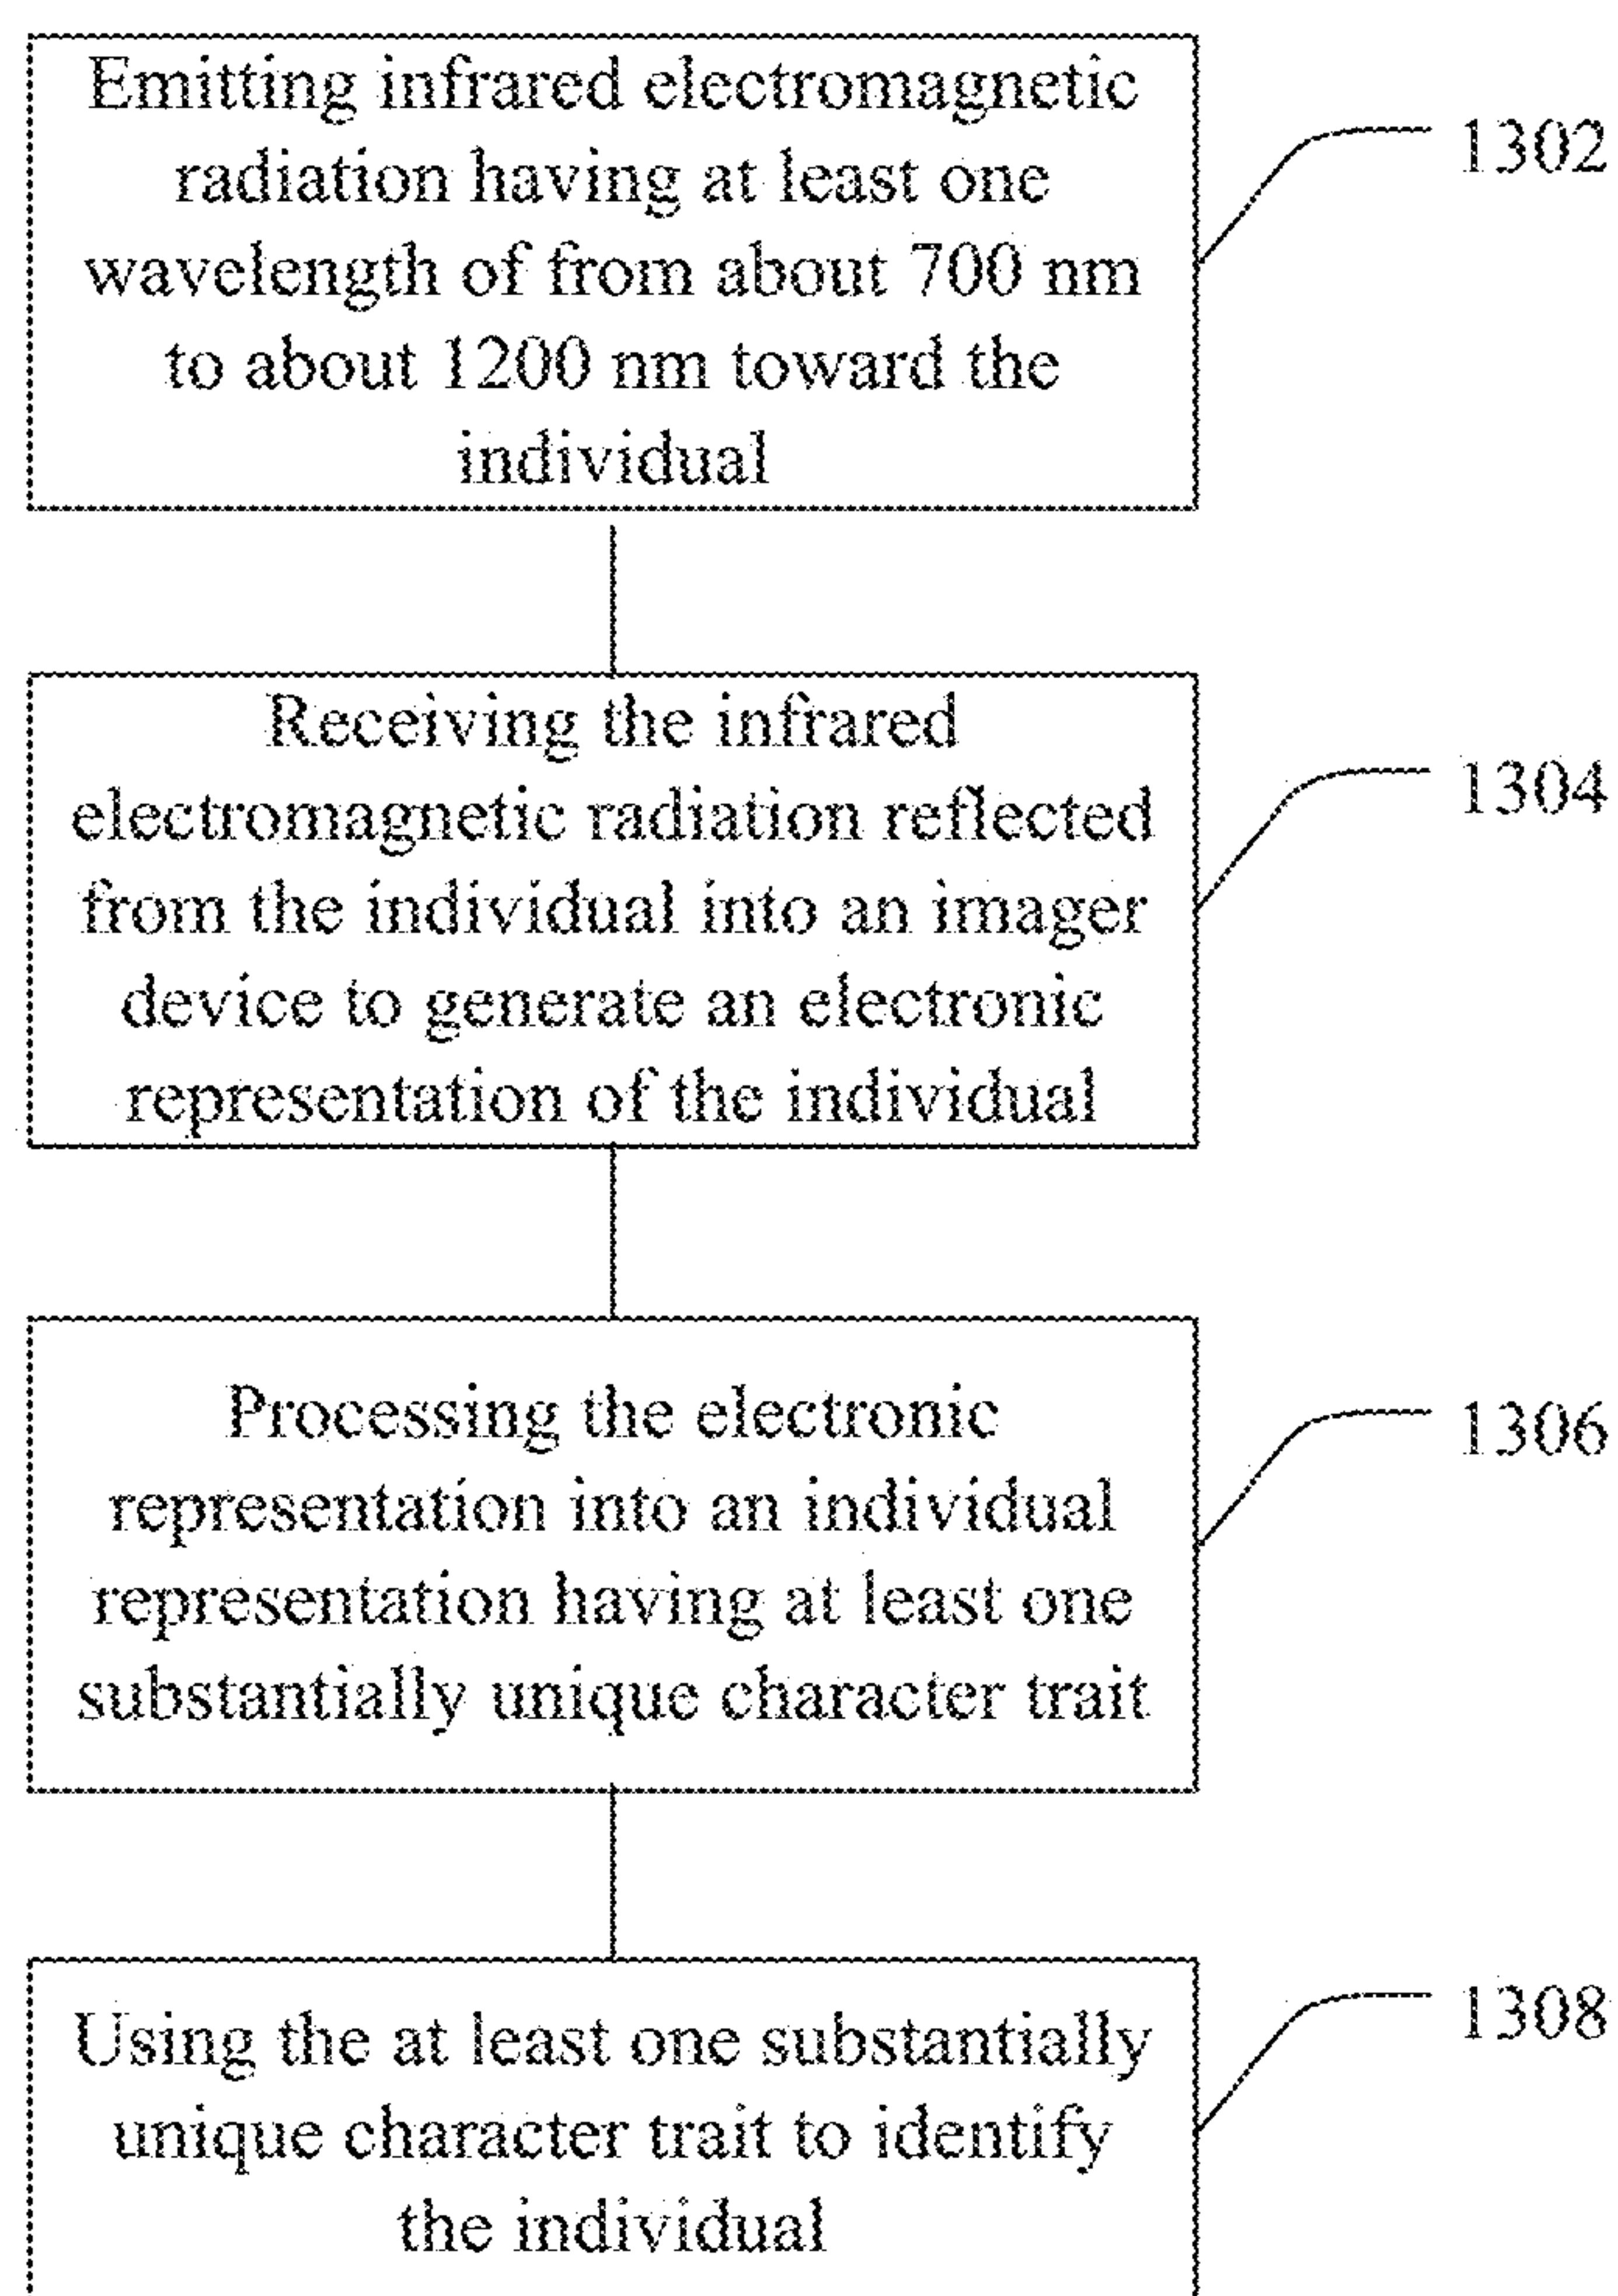 Emitting infrared electromagnetic
radiation having at least one
wavelength of from about 700 nm
to about 1200 nm toward the
individual
1302
Receiving the infrared
electromagnetic radiation reflected
from the individual into an imager
device to generate an electronic
representation of the individual
1304
Processing the electronic
representation into an individual
representation having at least one
substantially unique character trait
1306
Using the at least one substantially
unique character trait to identify
the individual
1308